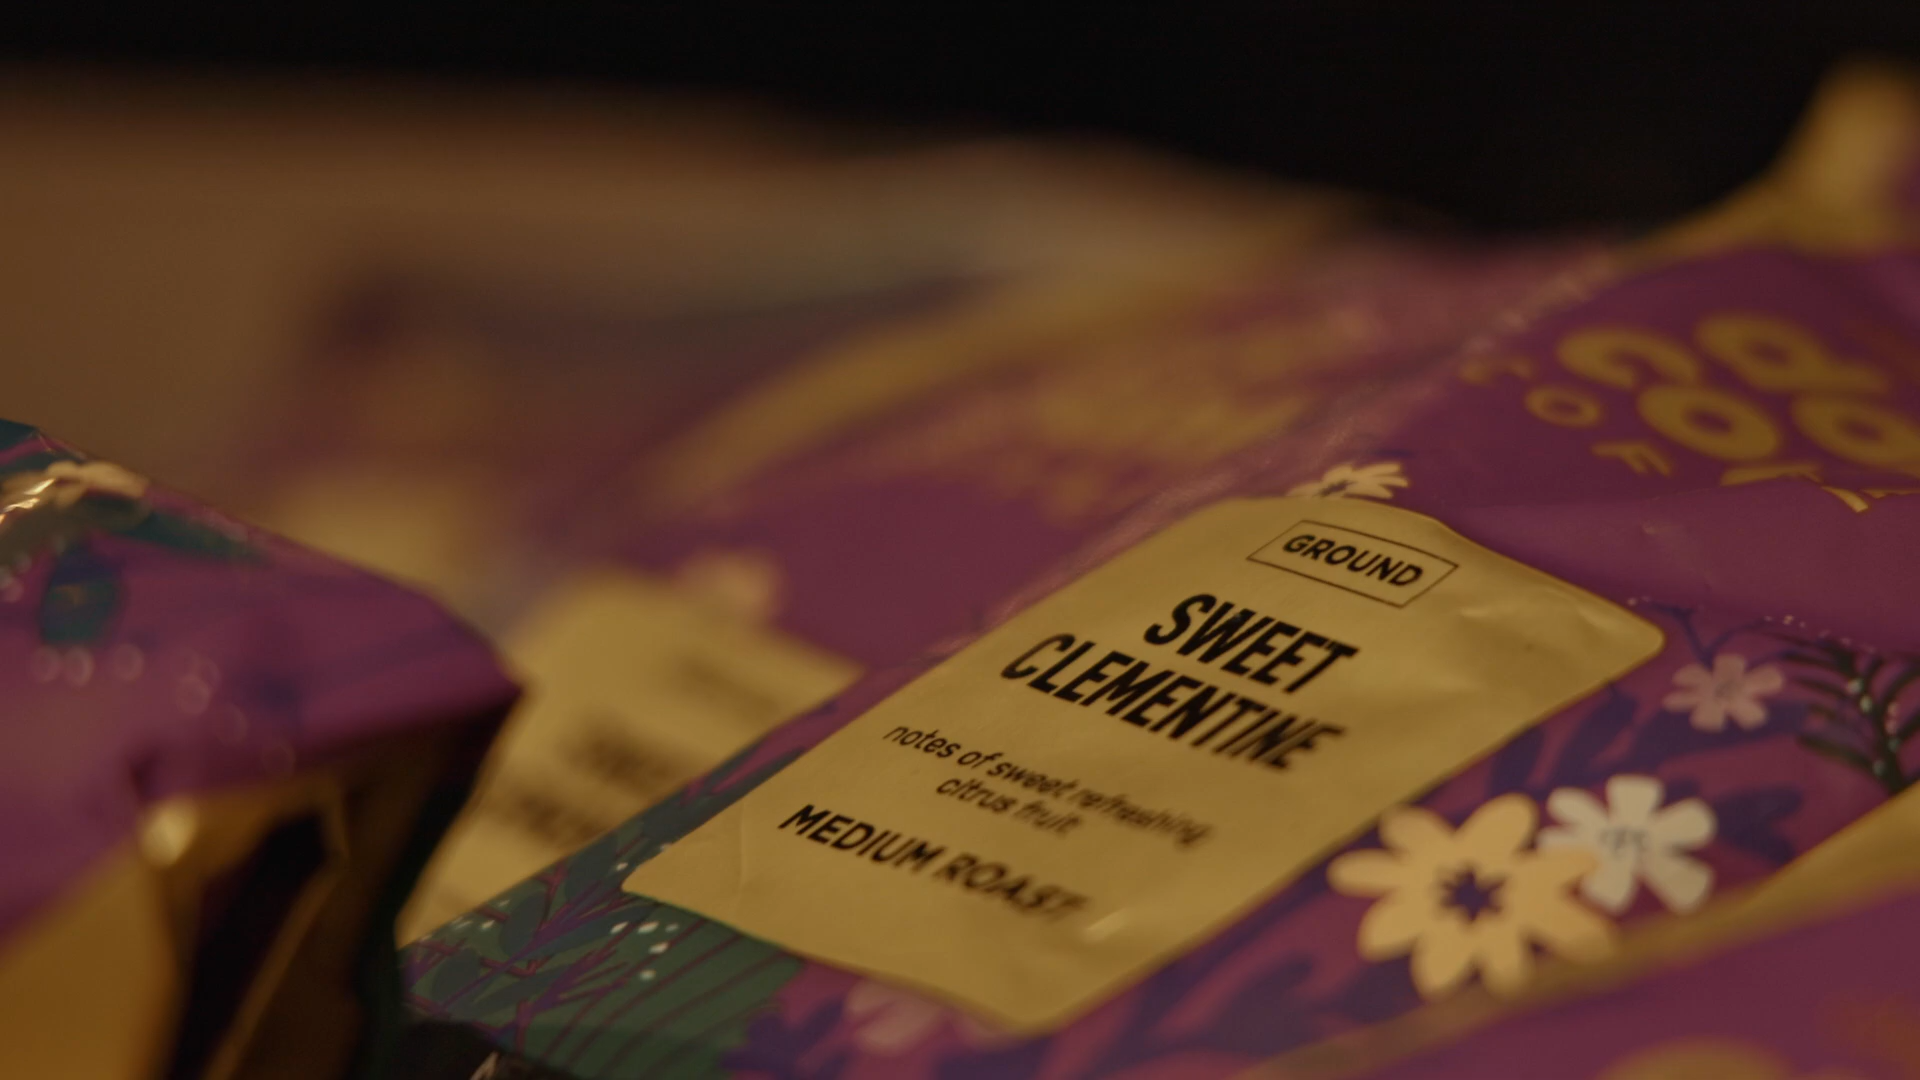 GROUND
SWEET
CLEMENTINE
notes of sweet refreshing
citrus fruit
MEDIUM ROAST